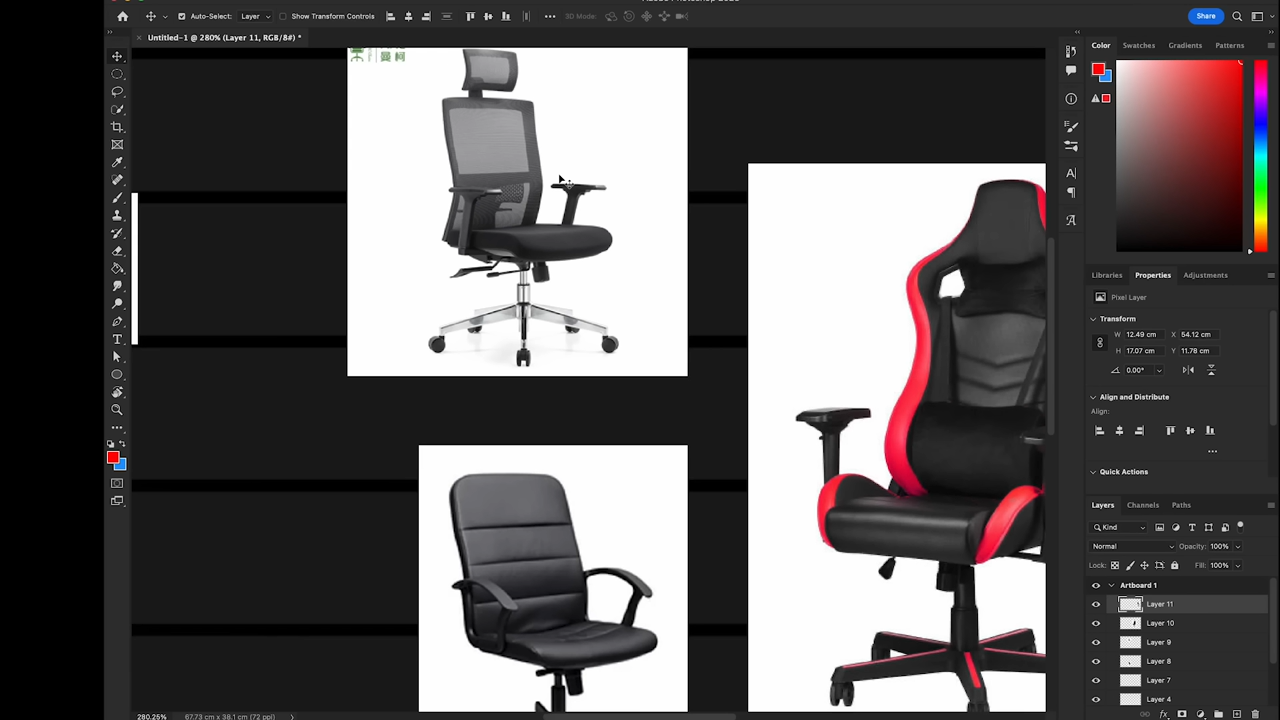 Auto-Select:
Layer
Show Transform Controls
3D Mode:
Share
Untitled-1 @ 280% (Layer 11, RGB/8#) *
Color
Swatches
Gradients
Patterns
Libraries
Properties
Adjustments
Pixel Layer
Transform
W 12.49 cm
X 54.12 cm
H 17.07 cm
Y 11.76 cm
0.00°
Align and Distribute
Align:
Quick Actions
Layers
Channels
Paths
Kind
Normal
Opacity: 100%
Lock:
Fill: 100%
Artboard 1
Layer 11
Layer 10
Layer 9
Layer 8
Layer 7
Layer 4
280.25%
67.73 cm x 38.1 cm (72 ppi)